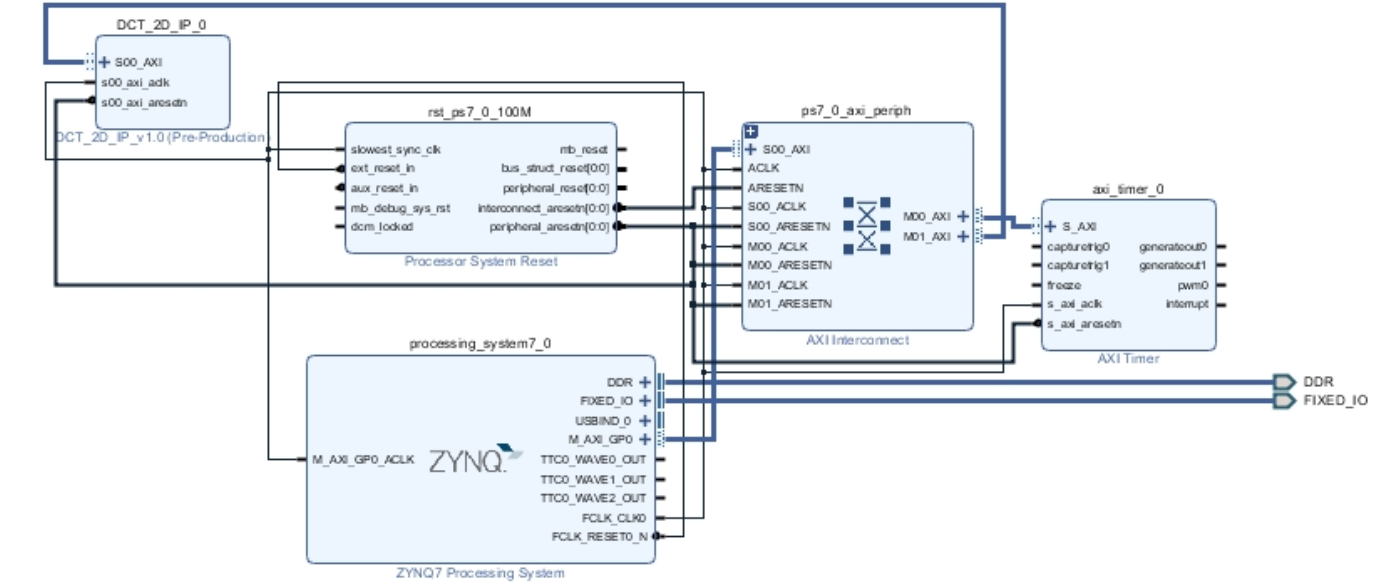 DCT_2D_IP_0
S00_AXI
s00_axi_aclk
s00_axi_aresetn
DCT_2D_IP_v1.0 (Pre-Production)
rst_ps7_0_100M
slowest_sync_clk
ext_reset_in
aux_reset_in
mb_debug_sys_rst
dcm_locked
mb_reset
bus_struct_reset[0:0]
peripheral_reset[0:0]
interconnect_aresetn[0:0]
peripheral_aresetn[0:0]
Processor System Reset
ps7_0_axi_periph
S00_AXI
ACLK
ARESETN
S00_ACLK
S00_ARESETN
M00_ACLK
M00_ARESETN
M01_ACLK
M01_ARESETN
M00_AXI
M01_AXI
AXI Interconnect
axi_timer_0
S_AXI
capturetrig0
capturetrig1
freeze
s_axi_aclk
s_axi_aresetn
generateout0
generateout1
pwm0
interrupt
AXI Timer
processing_system7_0
M_AXI_GP0_ACLK
ZYNQ.
DDR
FIXED_IO
USBIND_0
M_AXI_GP0
TTC0_WAVE0_OUT
TTC0_WAVE1_OUT
TTC0_WAVE2_OUT
FCLK_CLK0
FCLK_RESET0_N
ZYNQ7 Processing System
DDR
FIXED_IO